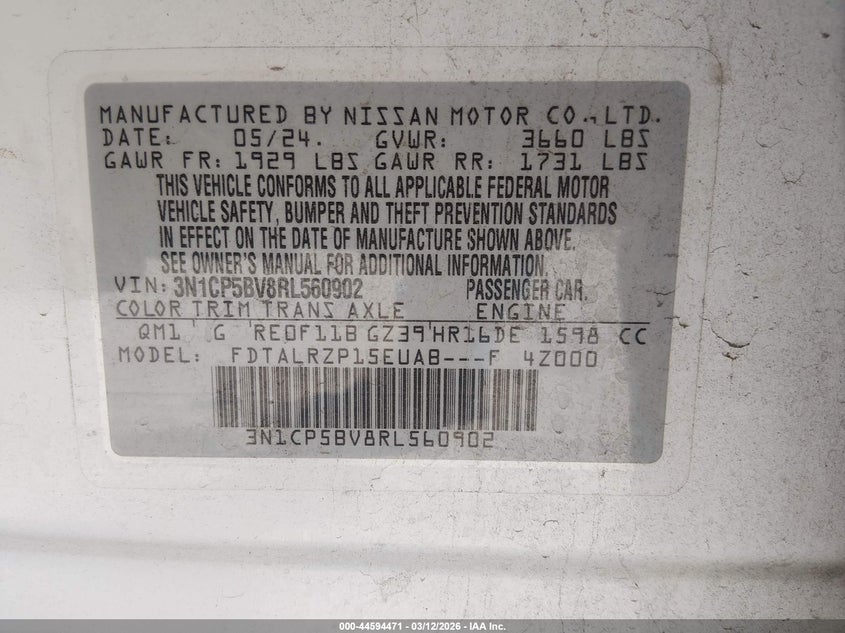 MANUFACTURED BY NISSAN MOTOR CO., LTD.
DATE: 05/24. GVWR: 3660 LBS
GAWR FR: 1929 LBS GAWR RR: 1731 LBS
THIS VEHICLE CONFORMS TO ALL APPLICABLE FEDERAL MOTOR
VEHICLE SAFETY, BUMPER AND THEFT PREVENTION STANDARDS
IN EFFECT ON THE DATE OF MANUFACTURE SHOWN ABOVE.
SEE OWNER'S MANUAL FOR ADDITIONAL INFORMATION.
VIN: 3N1CP5BV8RL560902 PASSENGER CAR.
COLOR TRIM TRANS AXLE ENGINE
QM1 G RE0F11B GZ39 HR16DE 1598 CC
MODEL: FDTALRZP15EUAB---F 4Z000
3N1CP5BV8RL560902
000-44594471 | 03/12/2026 | IAA Inc.